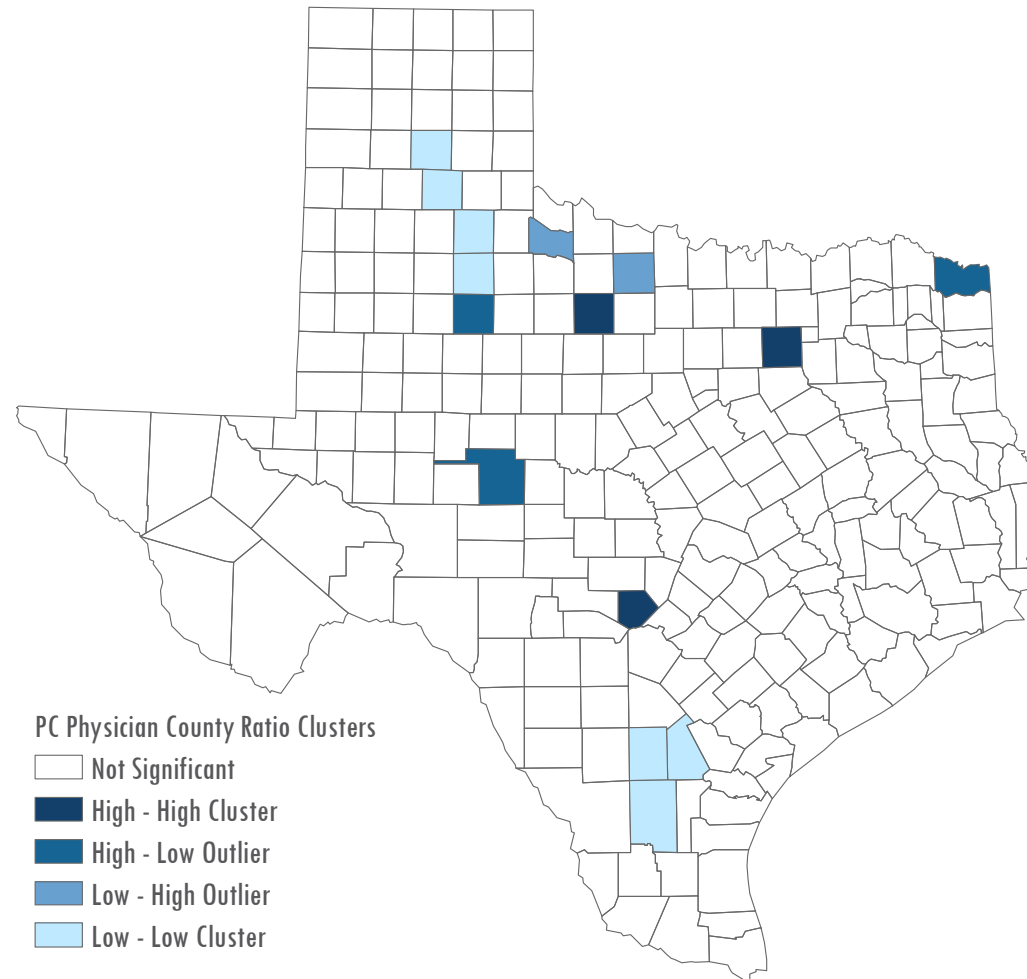 PC Physician County Ratio Clusters
Not Significant
High - High Cluster
High - Low Outlier
Low - High Outlier
Low - Low Cluster